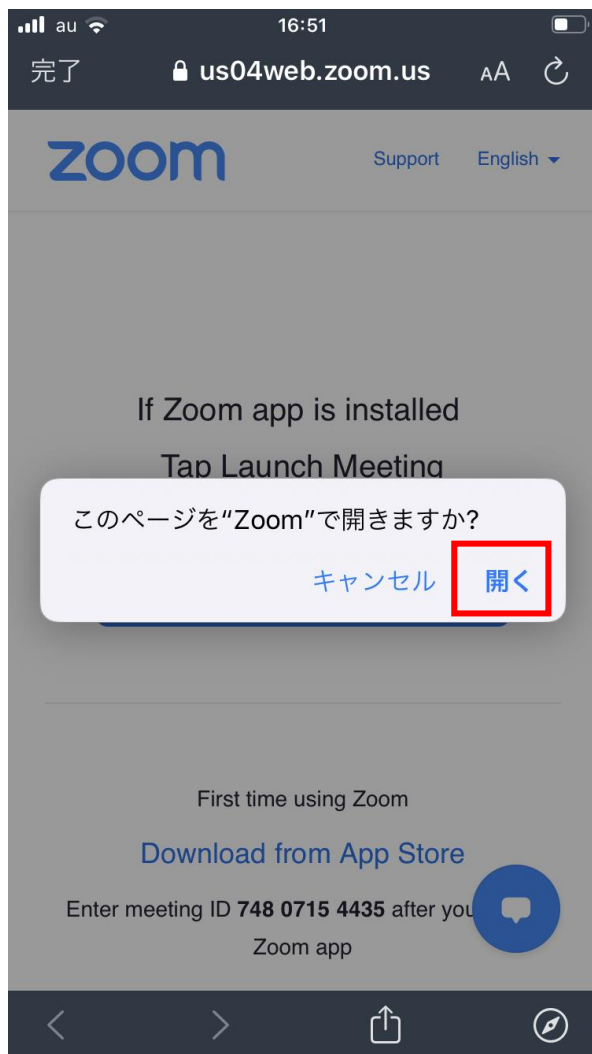 au 16:51
完了 us04web.zoom.us AA
zoom Support English
If Zoom app is installed
Tap Launch Meeting
このページを“Zoom”で開きますか?
キャンセル 開く
First time using Zoom
Download from App Store
Enter meeting ID 748 0715 4435 after you
Zoom app